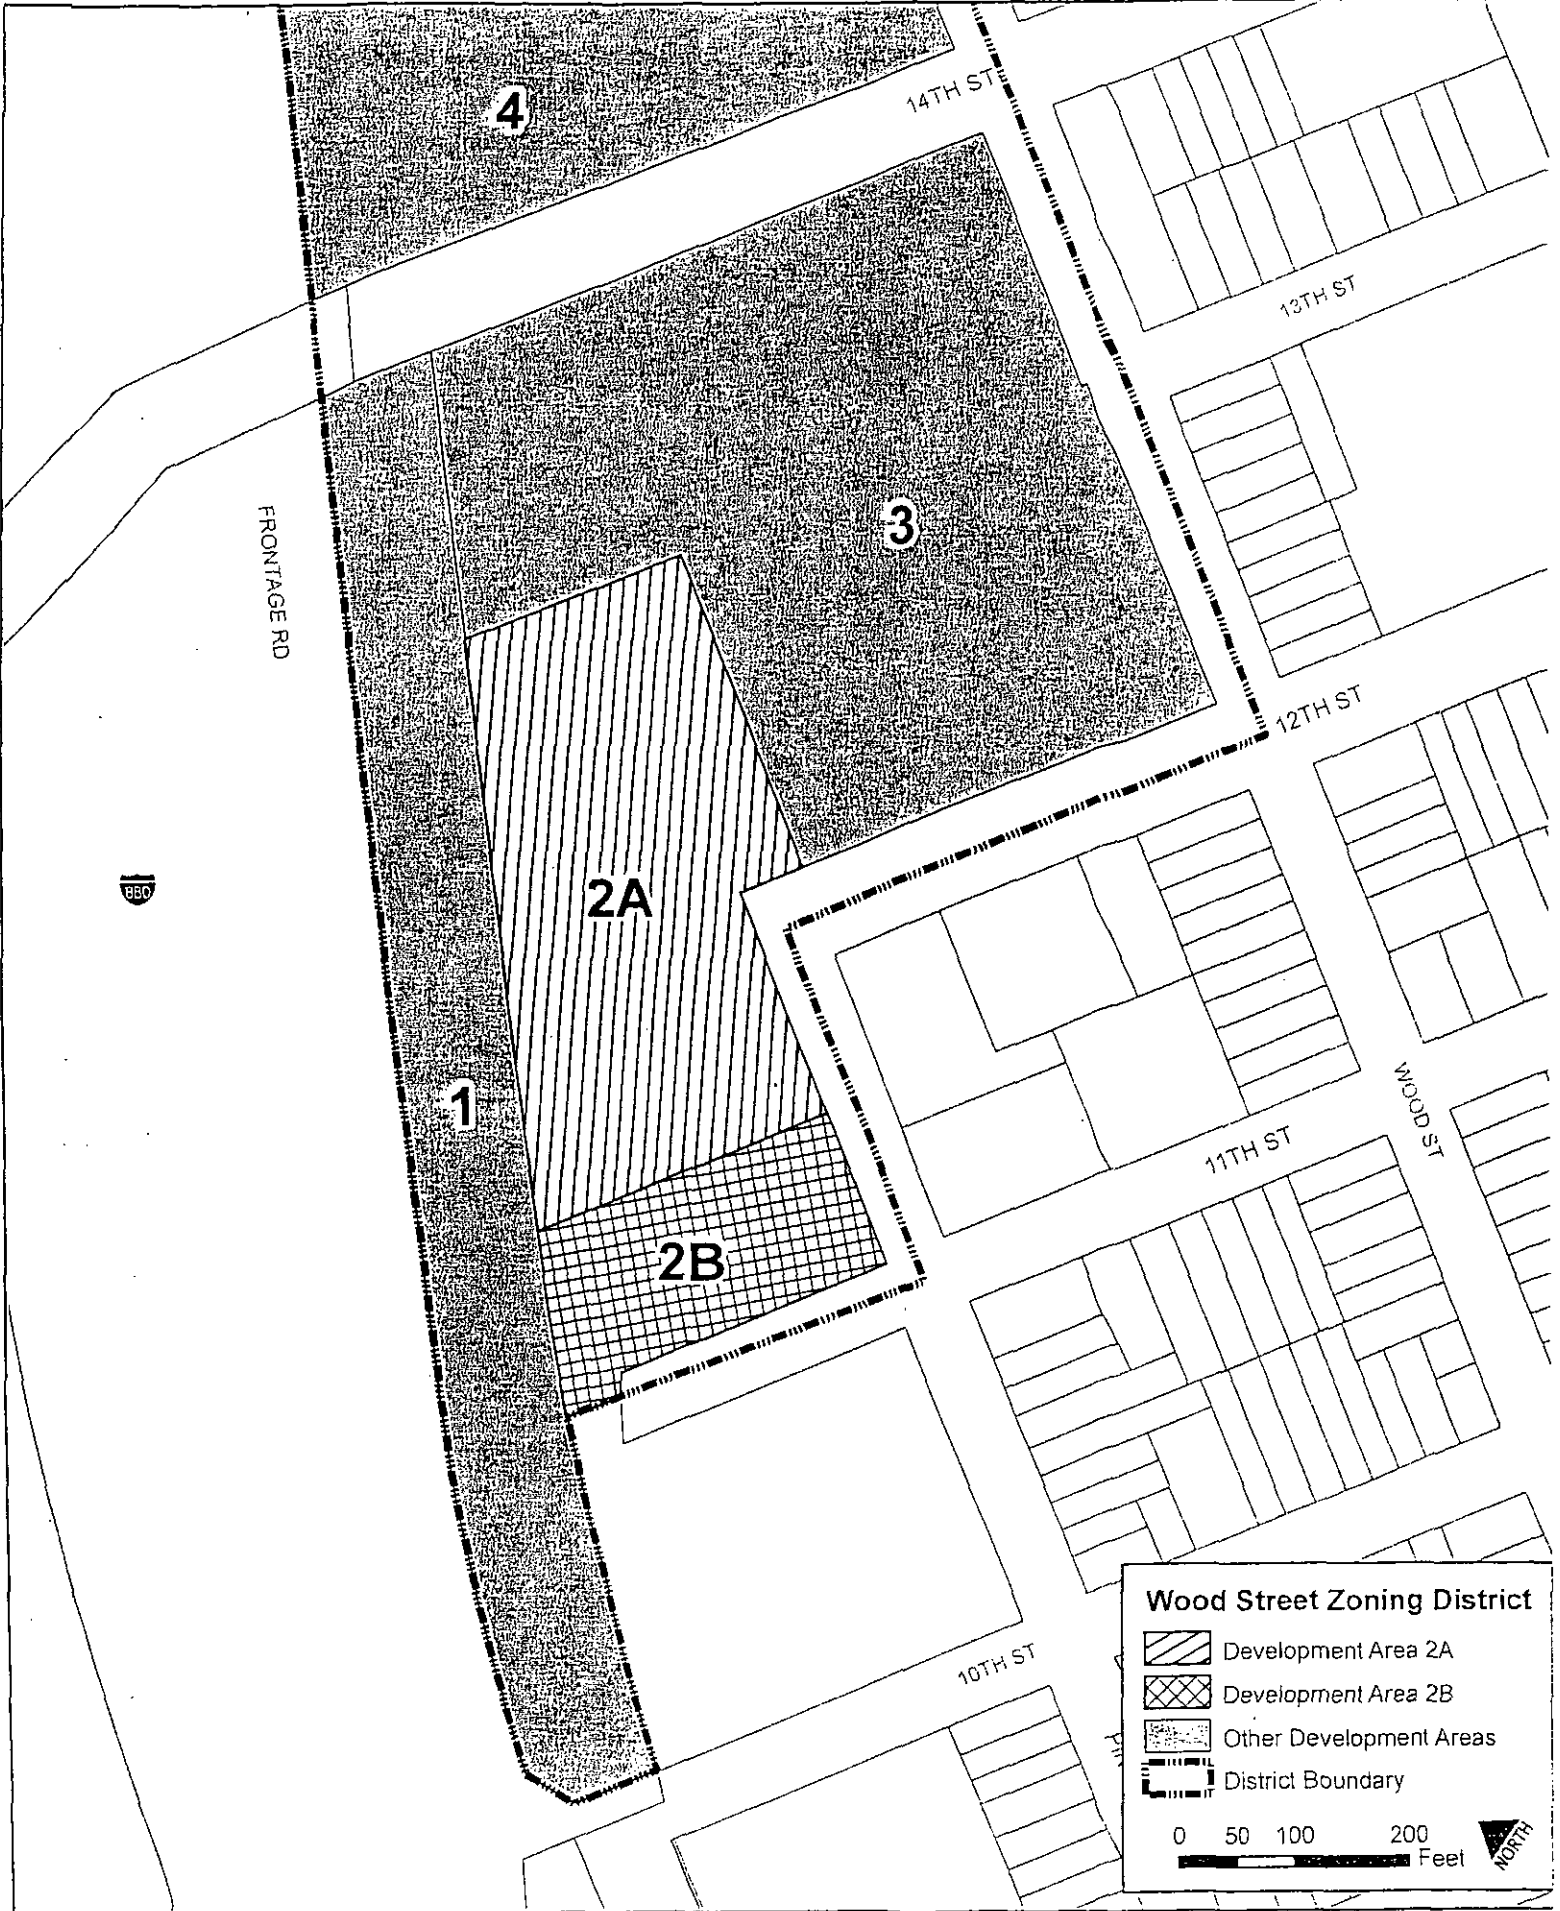 4
14TH ST
13TH ST
FRONTAGE RD
3
12TH ST
880
2A
1
WOOD ST
11TH ST
2B
10TH ST
Wood Street Zoning District
Development Area 2A
Development Area 2B
Other Development Areas
District Boundary
0 50 100 200
Feet
NORTH